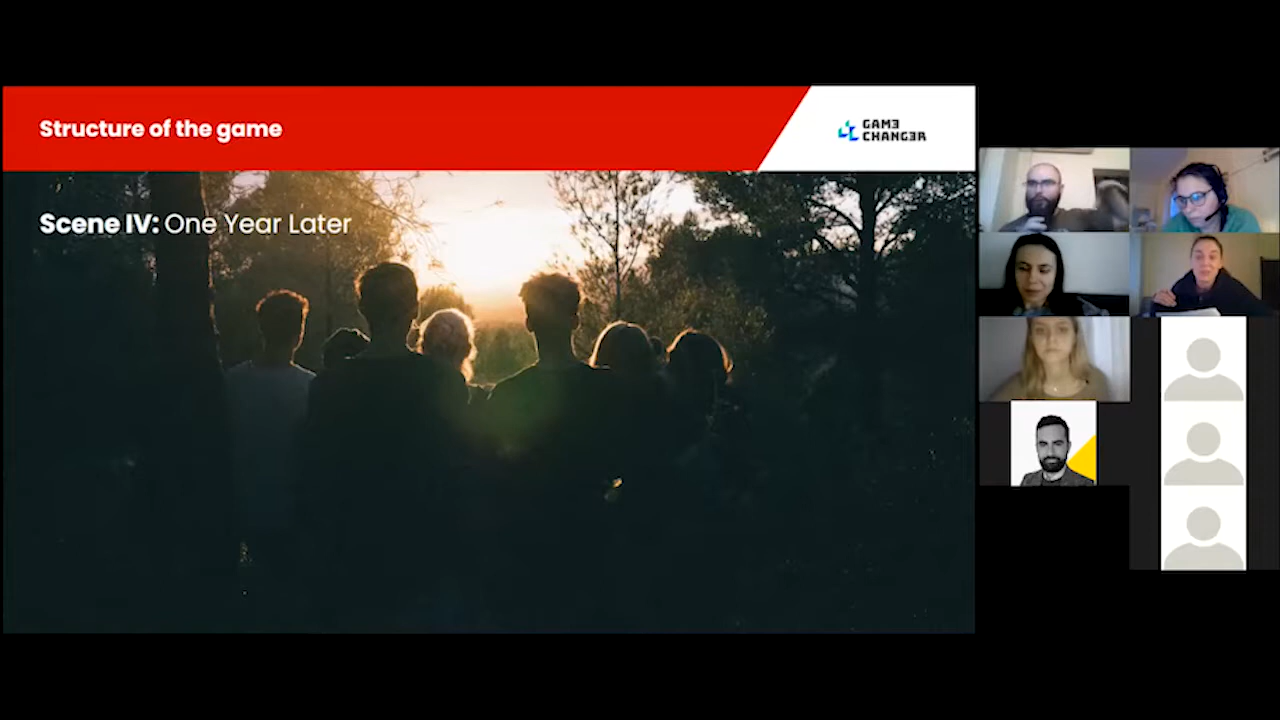 Structure of the game
GAM3
CHANG3R
Scene IV: One Year Later